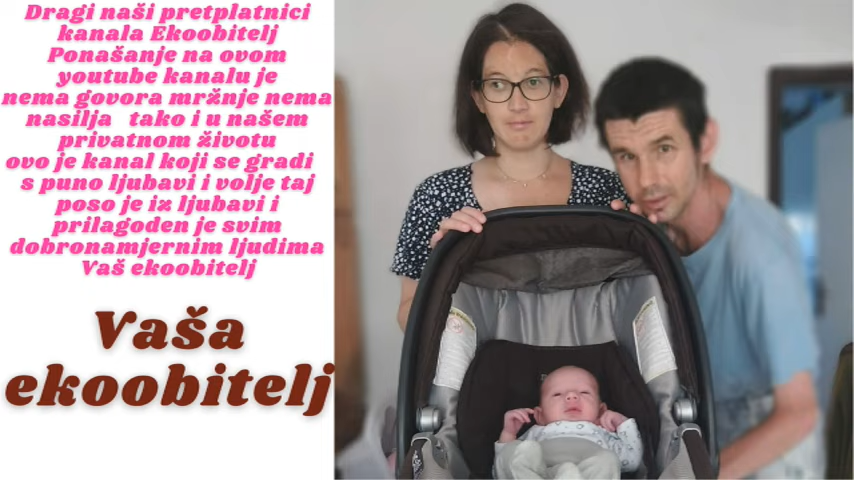 Dragi naši pretplatnici
kanala Ekoobitelj
Ponašanje na ovom
youtube kanalu je
nema govora mržnje nema
nasilja tako i u našem
privatnom životu
ovo je kanal koji se gradi
s puno ljubavi i volje taj
poso je iz ljubavi i
prilagođen je svim
dobronamjernim ljudima
Vaš ekoobitelj
Vaša
ekoobitelj